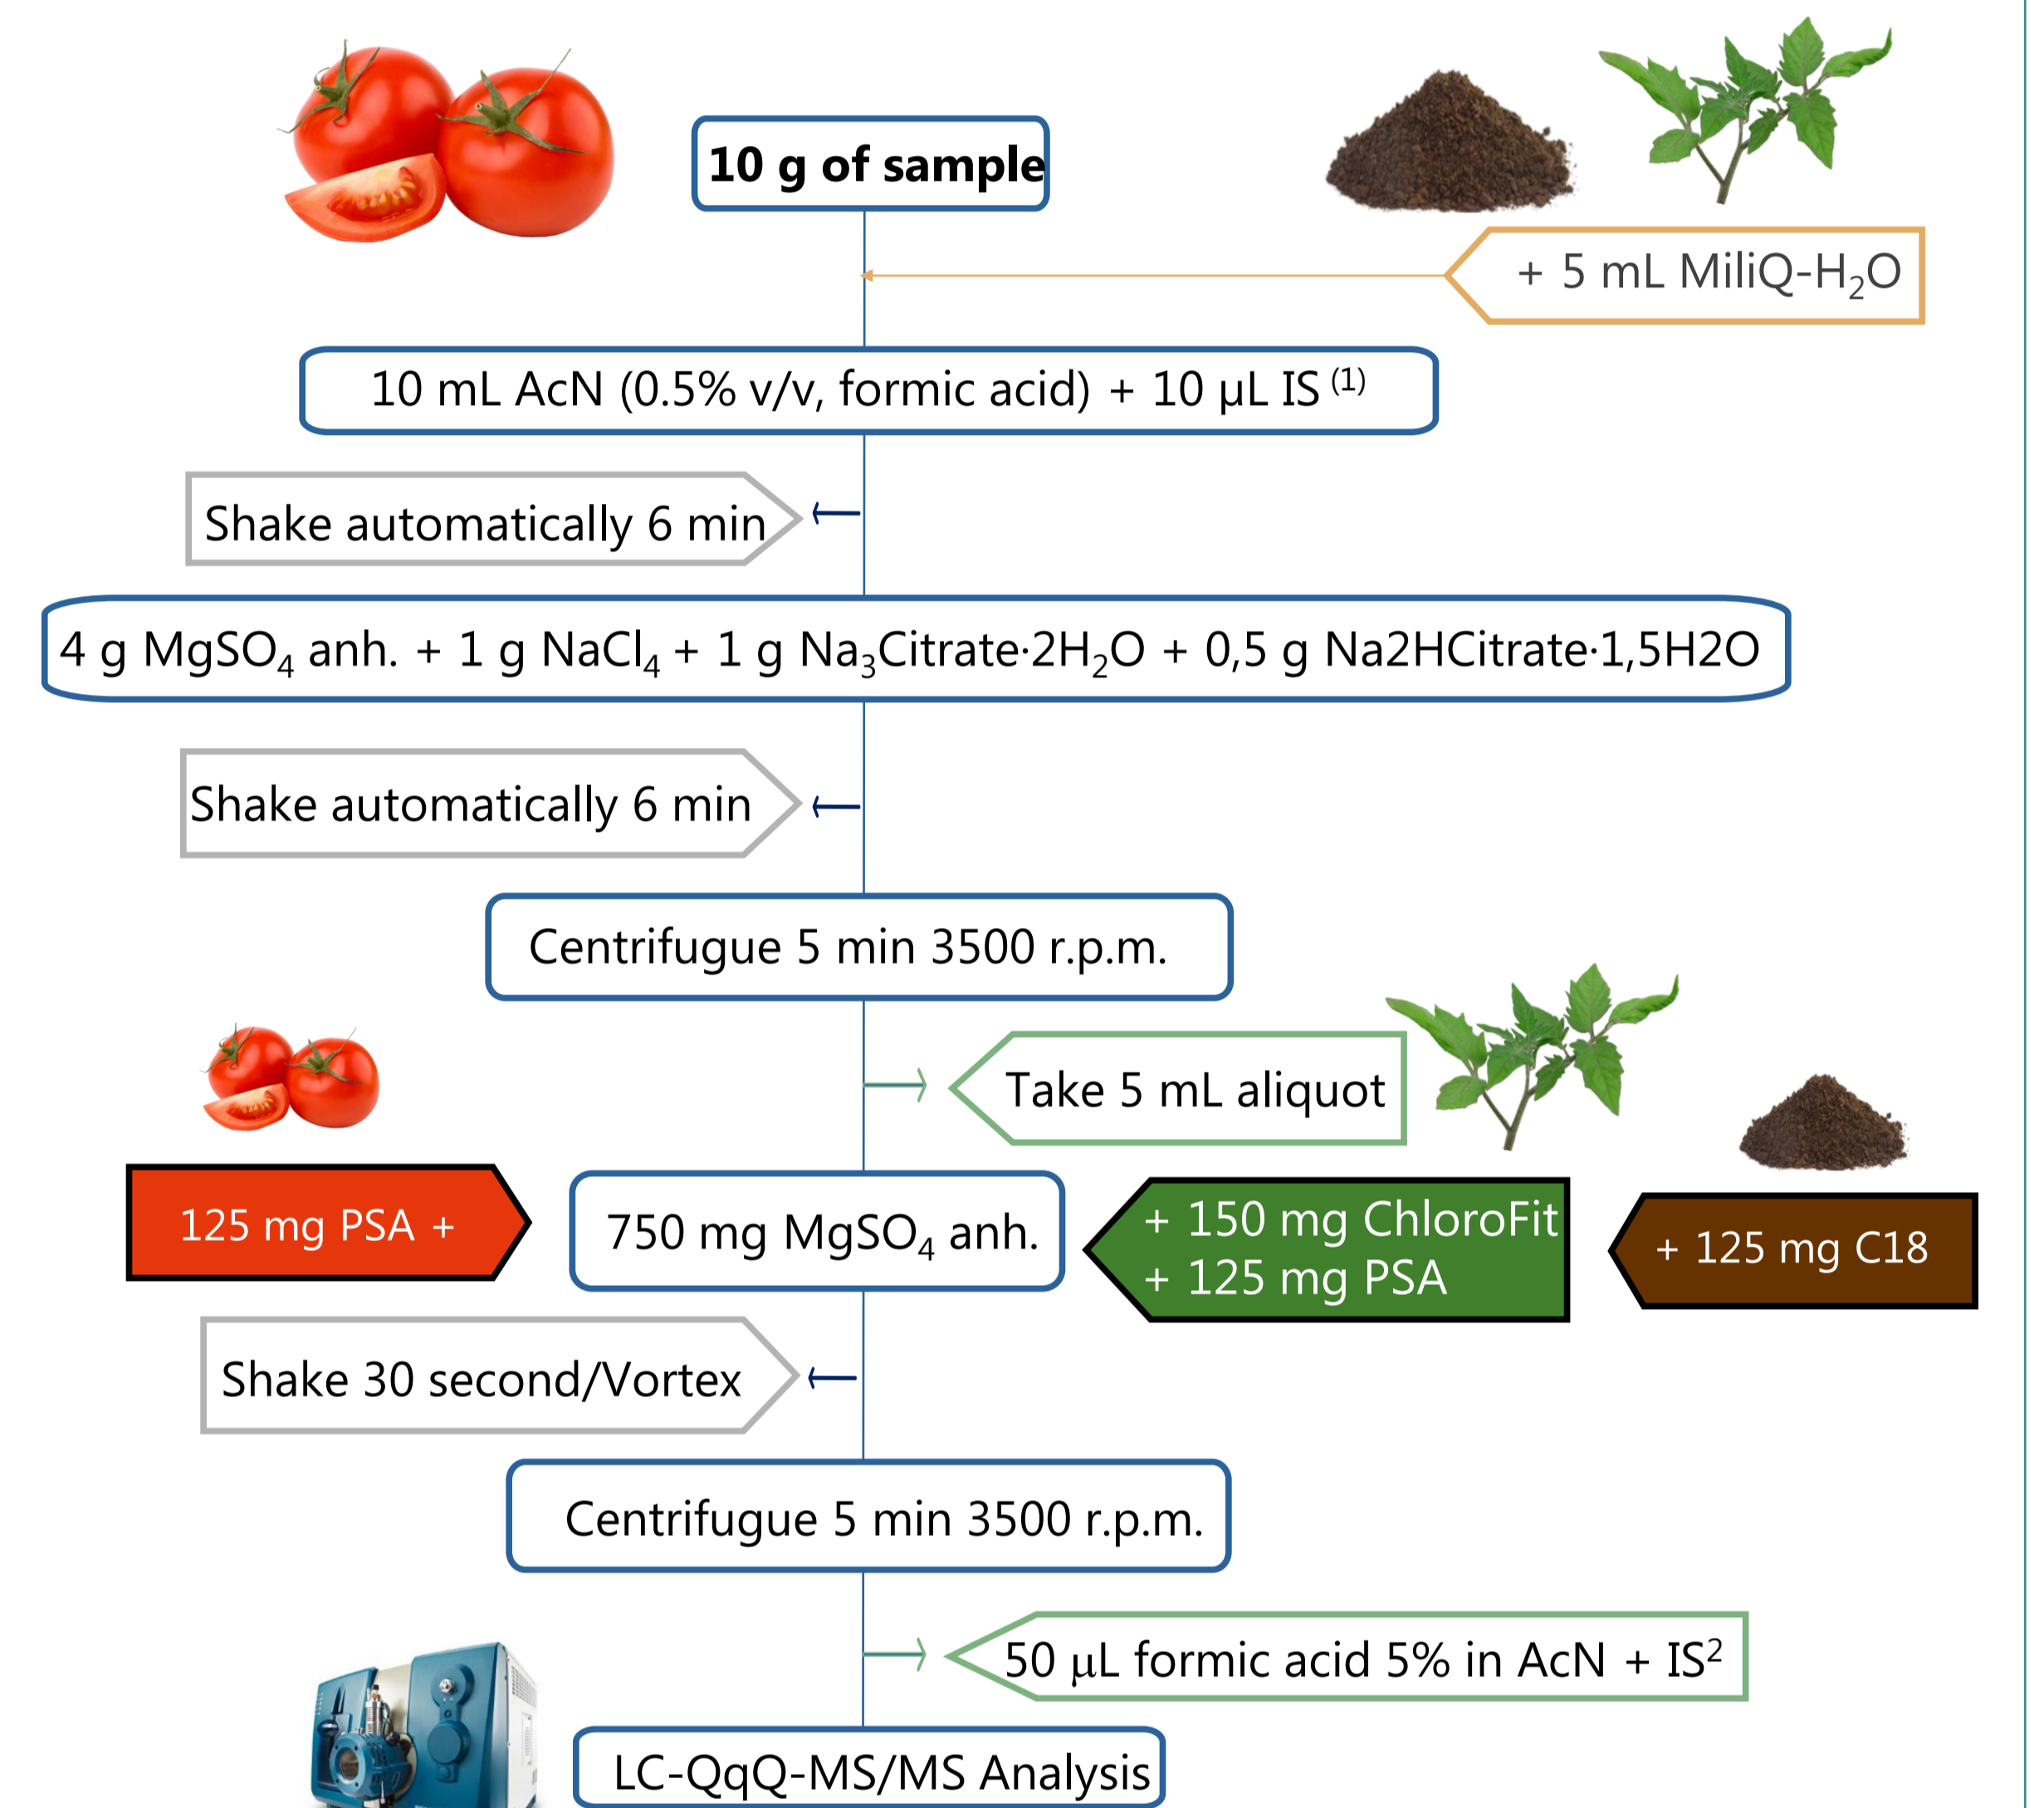 10 g of sample
+ 5 mL MiliQ-H₂O
10 mL AcN (0.5% v/v, formic acid) + 10 µL IS ⁽¹⁾
Shake automatically 6 min
4 g MgSO₄ anh. + 1 g NaCl₄ + 1 g Na₃Citrate·2H₂O + 0,5 g Na2HCitrate·1,5H2O
Shake automatically 6 min
Centrifugue 5 min 3500 r.p.m.
Take 5 mL aliquot
125 mg PSA +
750 mg MgSO₄ anh.
+ 150 mg ChloroFit
+ 125 mg PSA
+ 125 mg C18
Shake 30 second/Vortex
Centrifugue 5 min 3500 r.p.m.
50 µL formic acid 5% in AcN + IS²
LC-QqQ-MS/MS Analysis